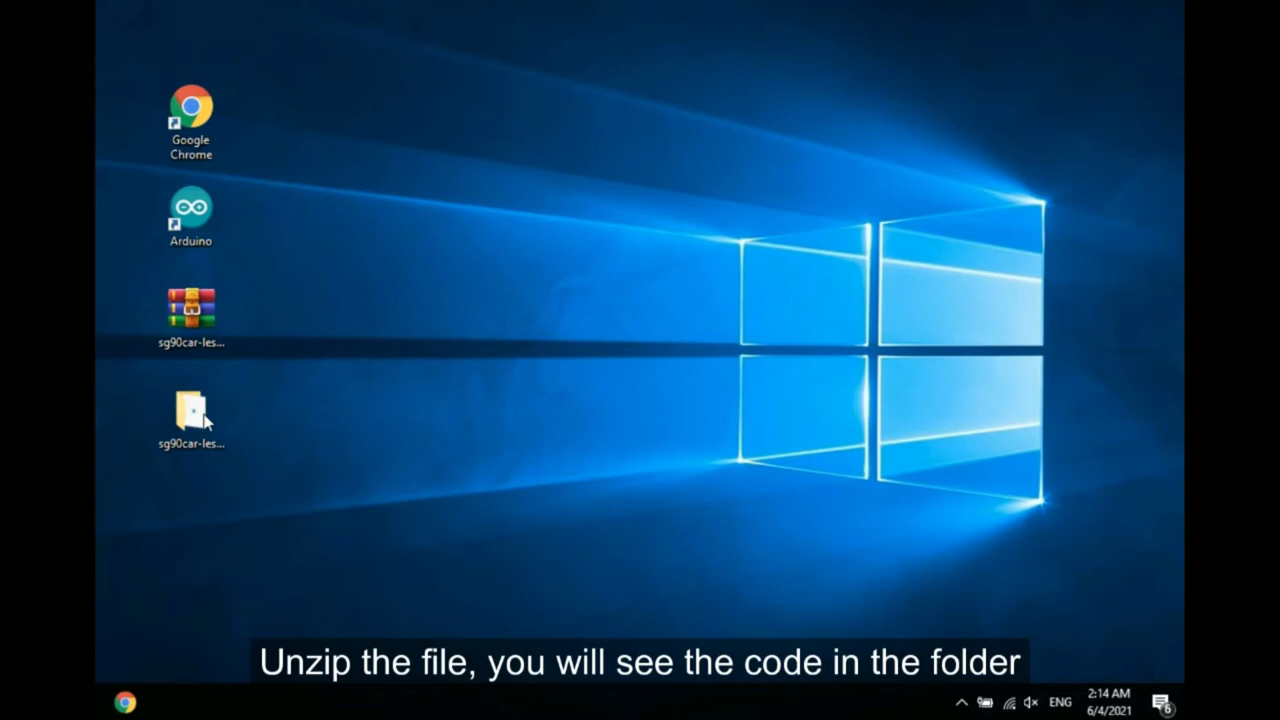 Google
Chrome
Arduino
sg90car-les...
sg90car-les...
Unzip the file, you will see the code in the folder
ENG
2:14 AM
6/4/2021
6